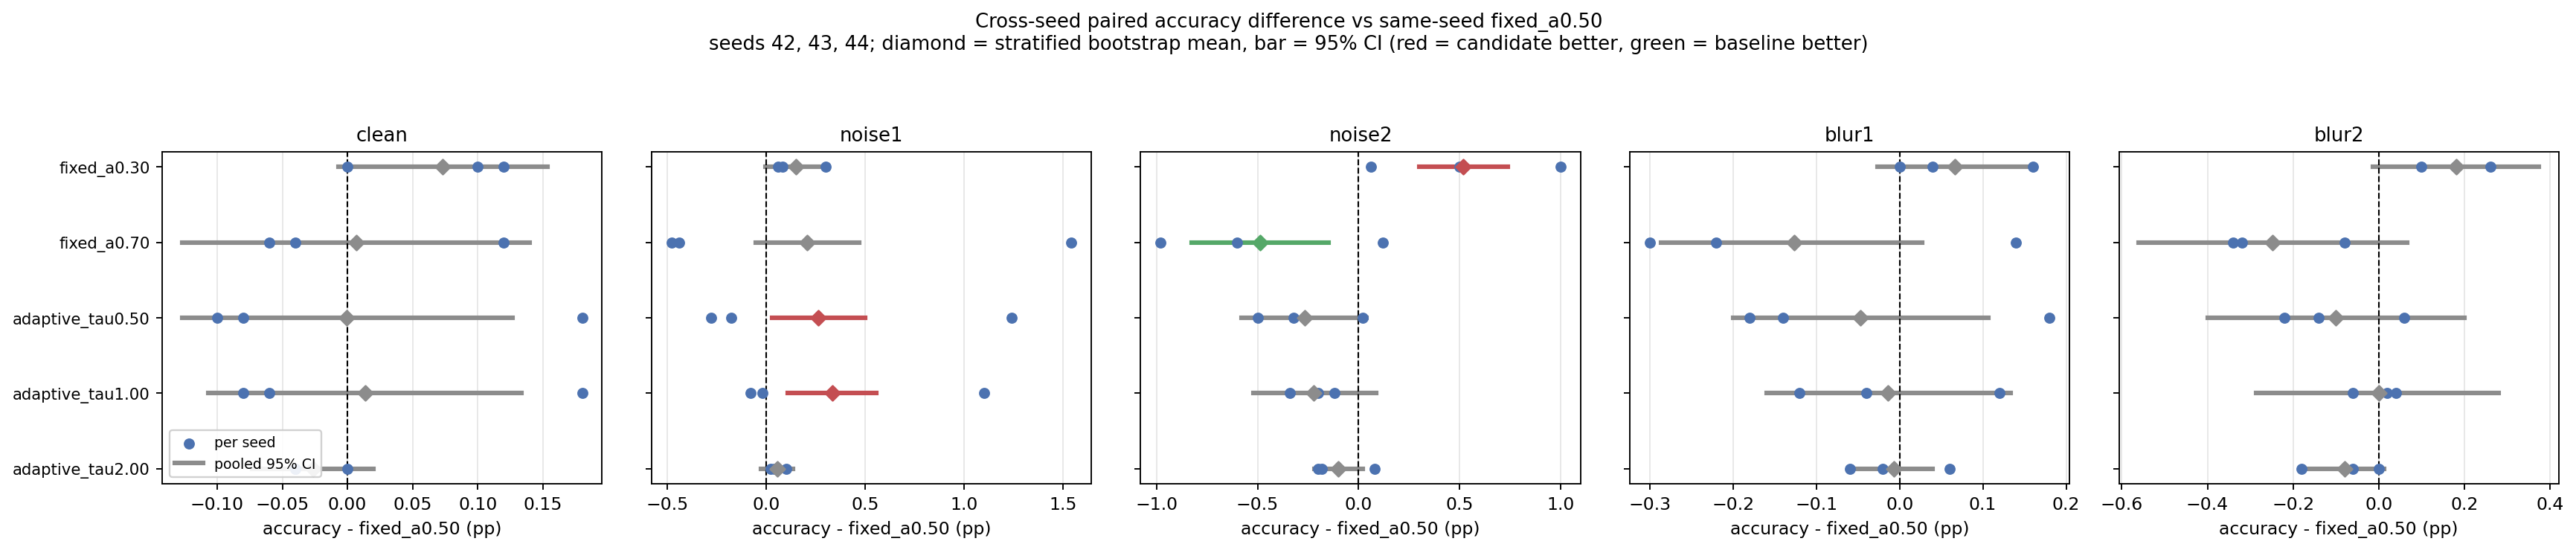 Cross-seed paired accuracy difference vs same-seed fixed_a0.50
seeds 42, 43, 44; diamond = stratified bootstrap mean, bar = 95% CI (red = candidate better, green = baseline better)
clean
noise1
noise2
blur1
blur2
fixed_a0.30
fixed_a0.70
adaptive_tau0.50
adaptive_tau1.00
adaptive_tau2.00
per seed
pooled 95% CI
−0.10 −0.05 0.00 0.05 0.10 0.15
−0.5 0.0 0.5 1.0 1.5
−1.0 −0.5 0.0 0.5 1.0
−0.3 −0.2 −0.1 0.0 0.1 0.2
−0.6 −0.4 −0.2 0.0 0.2 0.4
accuracy - fixed_a0.50 (pp)
accuracy - fixed_a0.50 (pp)
accuracy - fixed_a0.50 (pp)
accuracy - fixed_a0.50 (pp)
accuracy - fixed_a0.50 (pp)